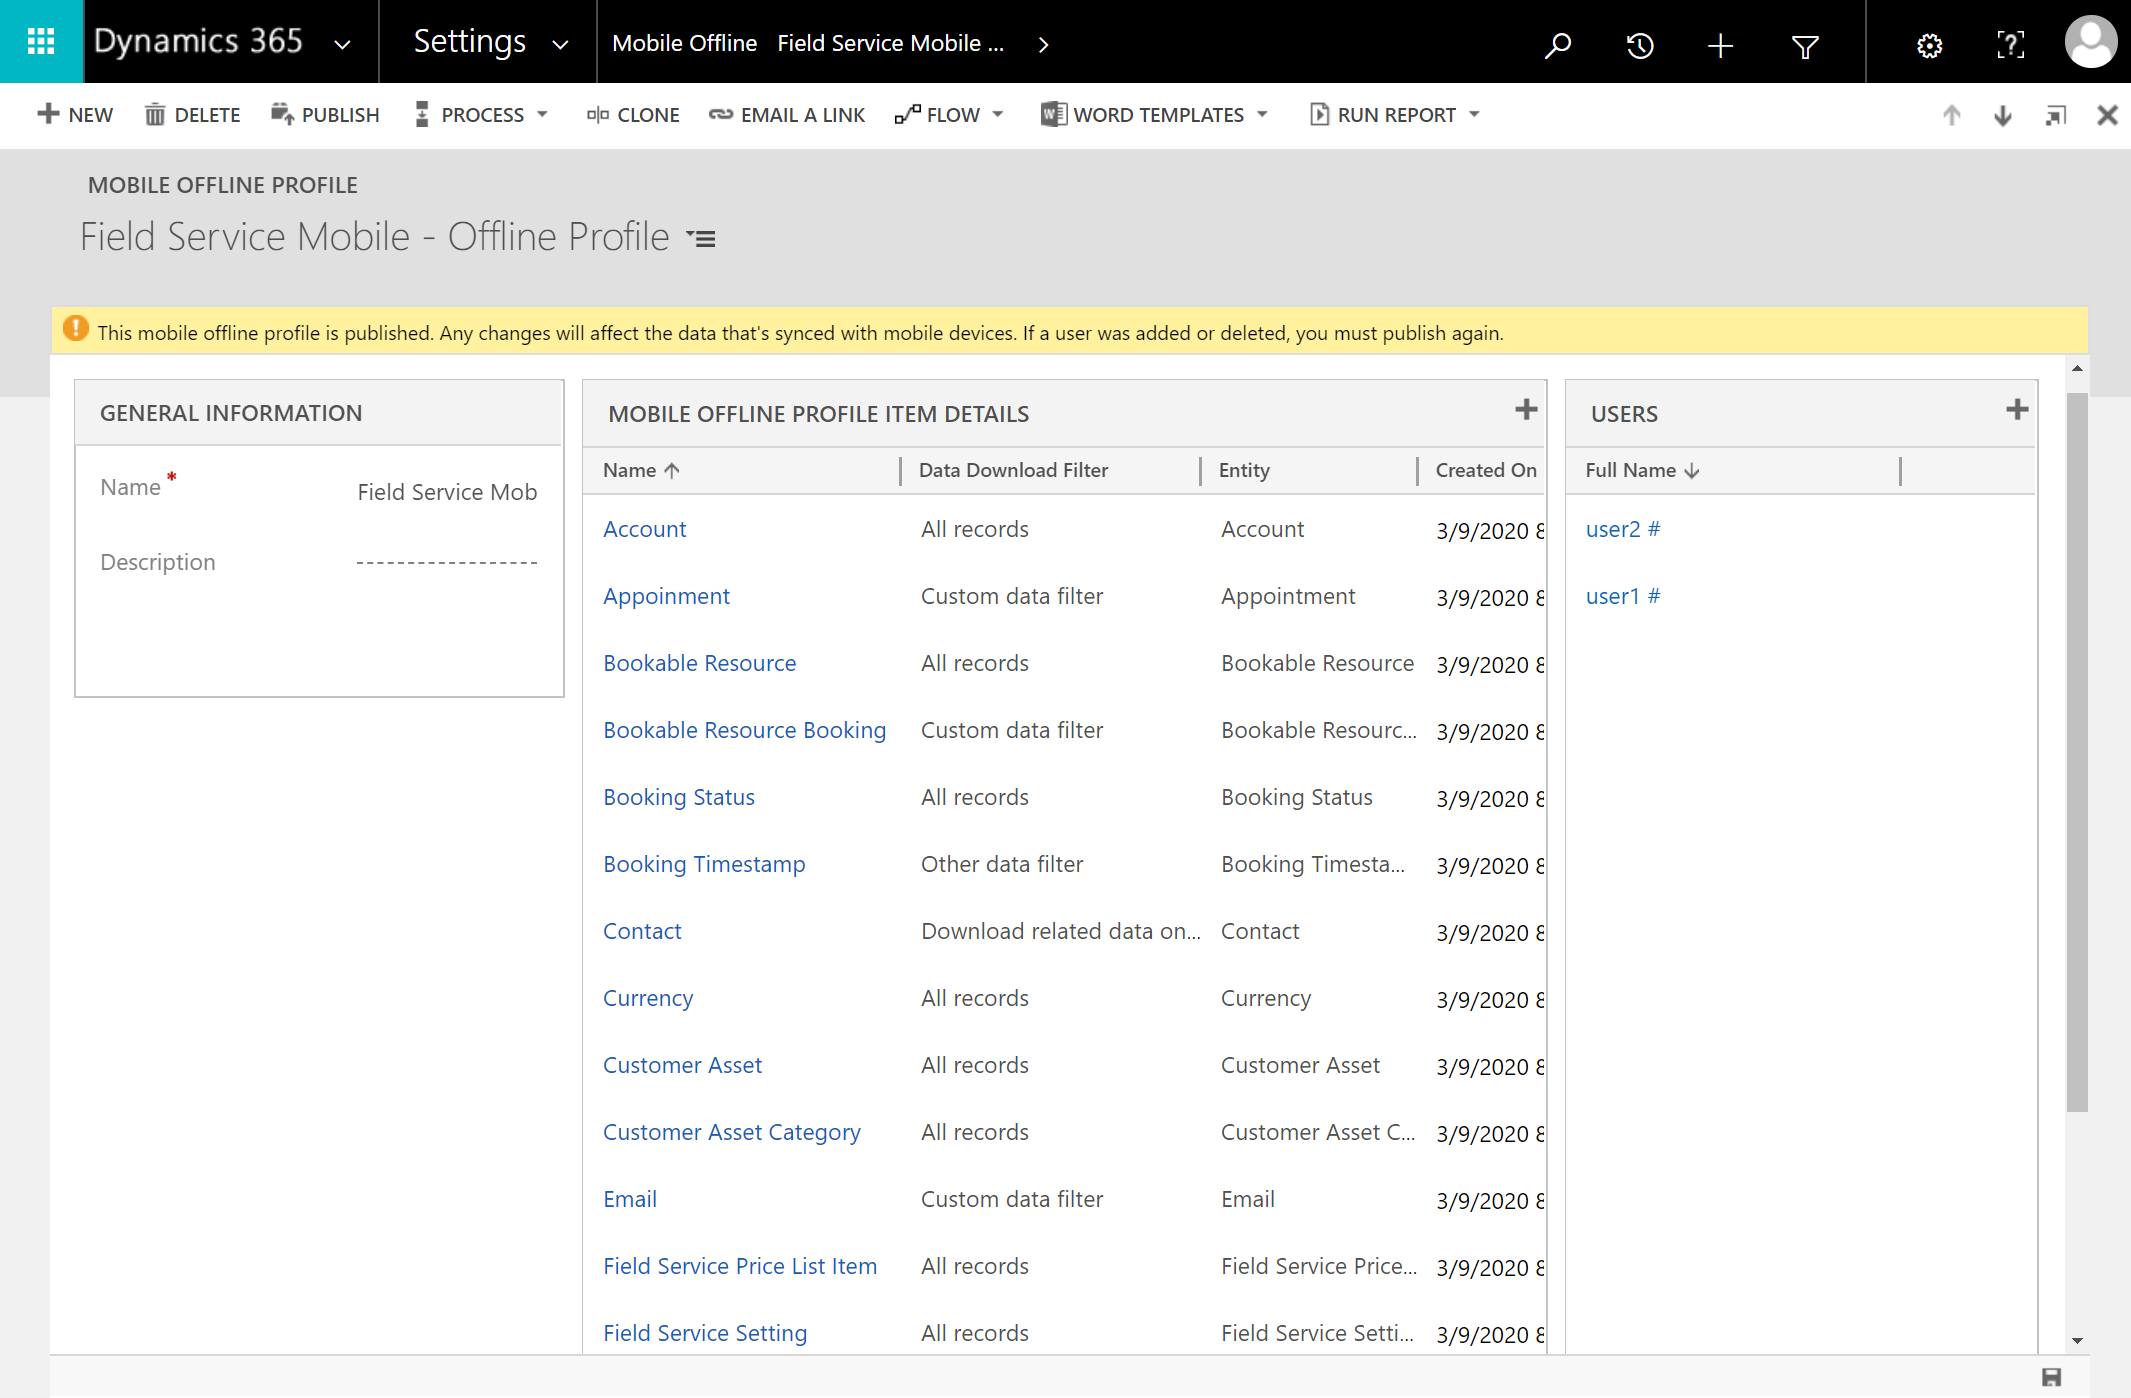 Dynamics 365 Settings Mobile Offline Field Service Mobile ...
NEW DELETE PUBLISH PROCESS CLONE EMAIL A LINK FLOW WORD TEMPLATES RUN REPORT
MOBILE OFFLINE PROFILE
Field Service Mobile - Offline Profile
This mobile offline profile is published. Any changes will affect the data that's synced with mobile devices. If a user was added or deleted, you must publish again.
GENERAL INFORMATION
Name *
Field Service Mob
Description
MOBILE OFFLINE PROFILE ITEM DETAILS
Name Data Download Filter Entity Created On
Account All records Account 3/9/2020 8
Appoinment Custom data filter Appointment 3/9/2020 8
Bookable Resource All records Bookable Resource 3/9/2020 8
Bookable Resource Booking Custom data filter Bookable Resourc... 3/9/2020 8
Booking Status All records Booking Status 3/9/2020 8
Booking Timestamp Other data filter Booking Timesta... 3/9/2020 8
Contact Download related data on... Contact 3/9/2020 8
Currency All records Currency 3/9/2020 8
Customer Asset All records Customer Asset 3/9/2020 8
Customer Asset Category All records Customer Asset C... 3/9/2020 8
Email Custom data filter Email 3/9/2020 8
Field Service Price List Item All records Field Service Price... 3/9/2020 8
Field Service Setting All records Field Service Setti... 3/9/2020 8
USERS
Full Name
user2 #
user1 #